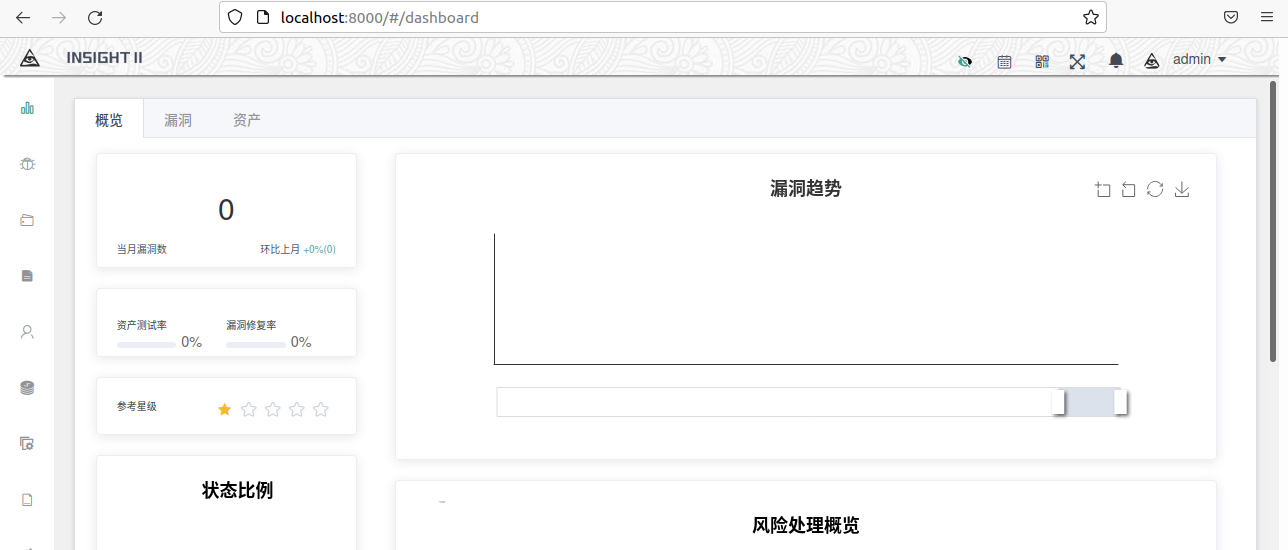 localhost:8000/#/dashboard
INSIGHT II
admin
概览 漏洞 资产
0
当月漏洞数 环比上月 +0%(0)
资产测试率 漏洞修复率
0% 0%
参考星级
状态比例
漏洞趋势
风险处理概览